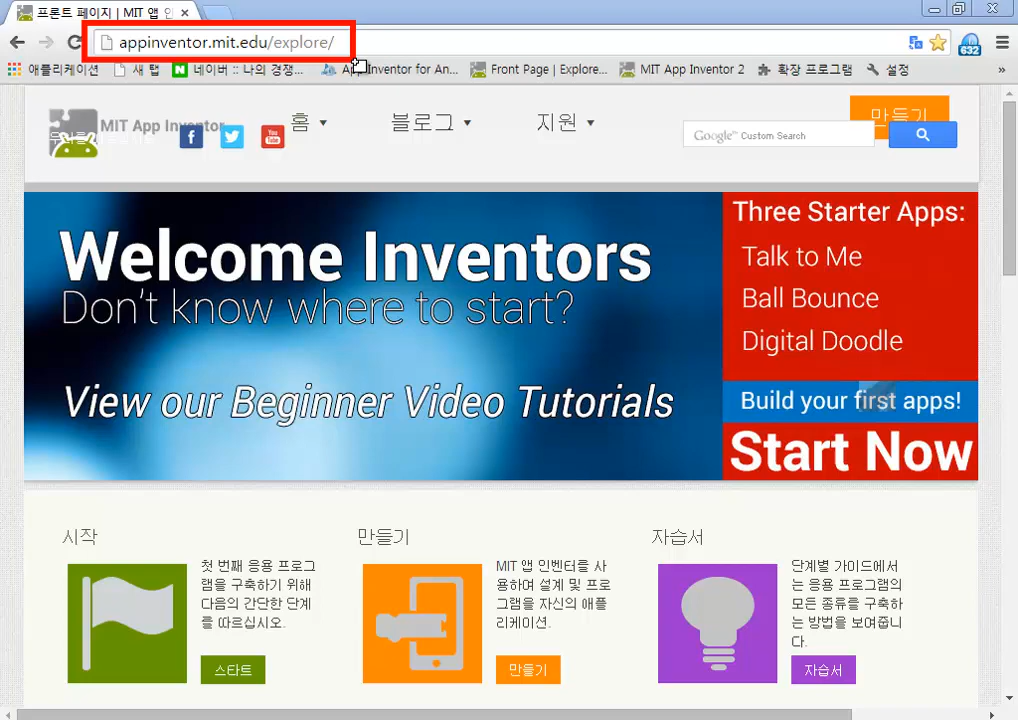 프론트 페이지 | MIT 앱 인
appinventor.mit.edu/explore/
632
애플리케이션
새 탭
네이버 :: 나의 경쟁...
App Inventor for An...
Front Page | Explore...
MIT App Inventor 2
확장 프로그램
설정
»
MIT App Inventor
f
You Tube
홈
블로그
지원
만들기
Google™ Custom Search
Welcome Inventors
Don't know where to start?
View our Beginner Video Tutorials
Three Starter Apps:
Talk to Me
Ball Bounce
Digital Doodle
Build your first apps!
Start Now
시작
첫 번째 응용 프로그
램을 구축하기 위해
다음의 간단한 단계
를 따르십시오.
스타트
만들기
MIT 앱 인벤터를 사
용하여 설계 및 프로
그램을 자신의 애플
리케이션.
만들기
자습서
단계별 가이드에서
는 응용 프로그램의
모든 종류를 구축하
는 방법을 보여줍니
다.
자습서